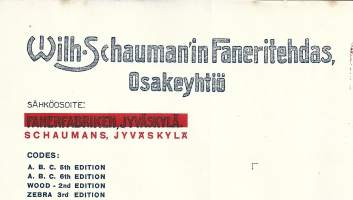 Wilh. Schauman'in Faneritehdas,
Osakeyhtiö
SÄHKÖOSOITE:
FANERFABRIKEN, JYVÄSKYLÄ.
SCHAUMANS, JYVÄSKYLÄ
CODES:
A. B. C. 5th EDITION
A. B. C. 6th EDITION
WOOD - 2nd EDITION
ZEBRA 3rd EDITION